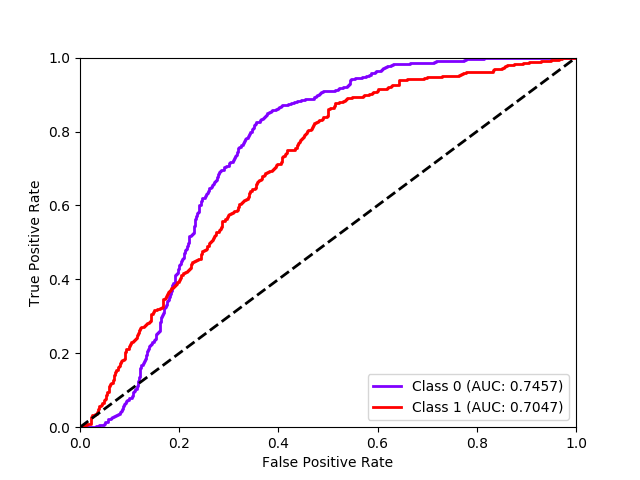 1.0
0.8
0.6
0.4
0.2
0.0
True Positive Rate
Class 0 (AUC: 0.7457)
Class 1 (AUC: 0.7047)
0.0 0.2 0.4 0.6 0.8 1.0
False Positive Rate